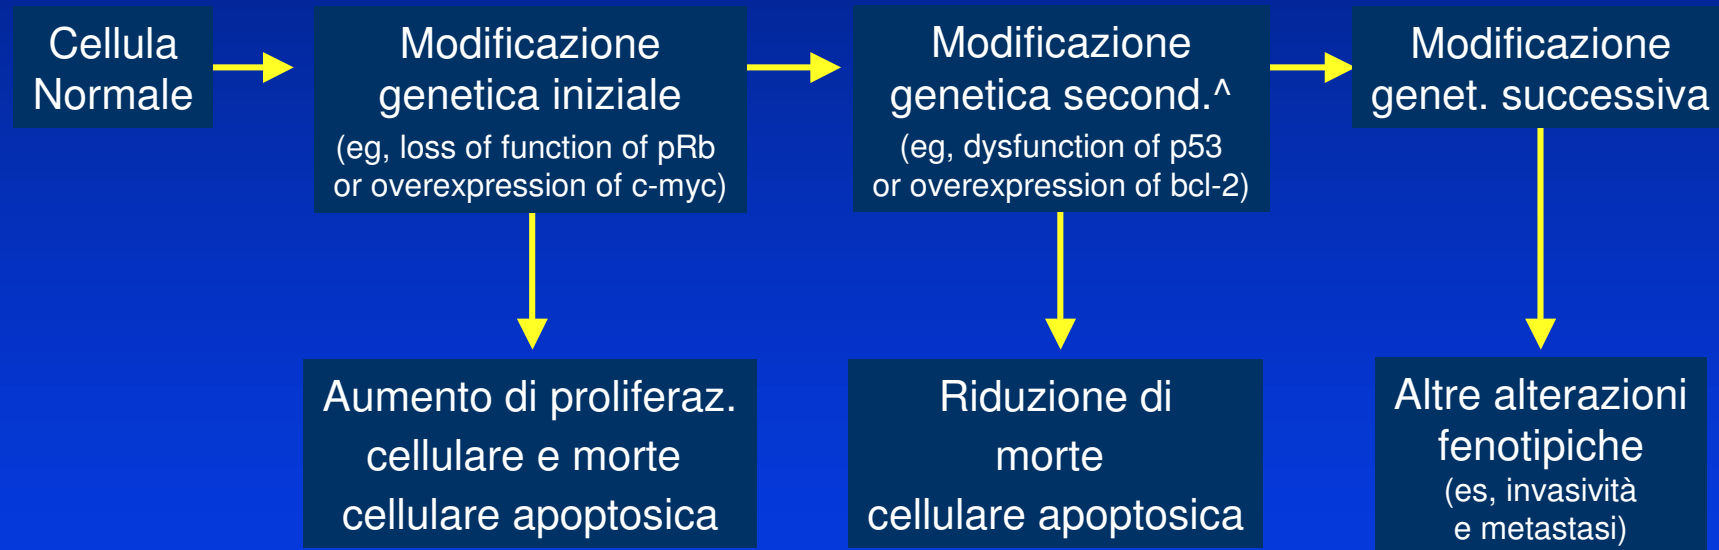 Cellula
Normale
Modificazione
genetica iniziale
(eg, loss of function of pRb
or overexpression of c-myc)
Modificazione
genetica second.^
(eg, dysfunction of p53
or overexpression of bcl-2)
Modificazione
genet. successiva
Aumento di proliferaz.
cellulare e morte
cellulare apoptosica
Riduzione di
morte
cellulare apoptosica
Altre alterazioni
fenotipiche
(es, invasività
e metastasi)